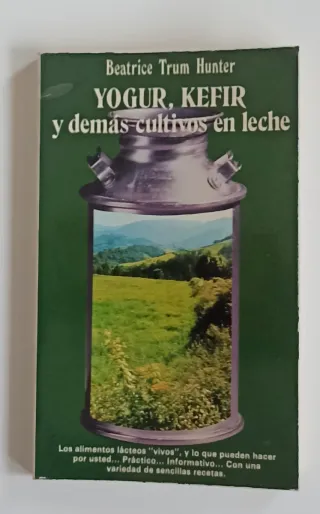 Beatrice Trum Hunter
YOGUR, KEFIR
y demás cultivos en leche
Los alimentos lácteos "vivos", y lo que pueden hacer
por usted... Práctico... Informativo... Con una
variedad de sencillas recetas.